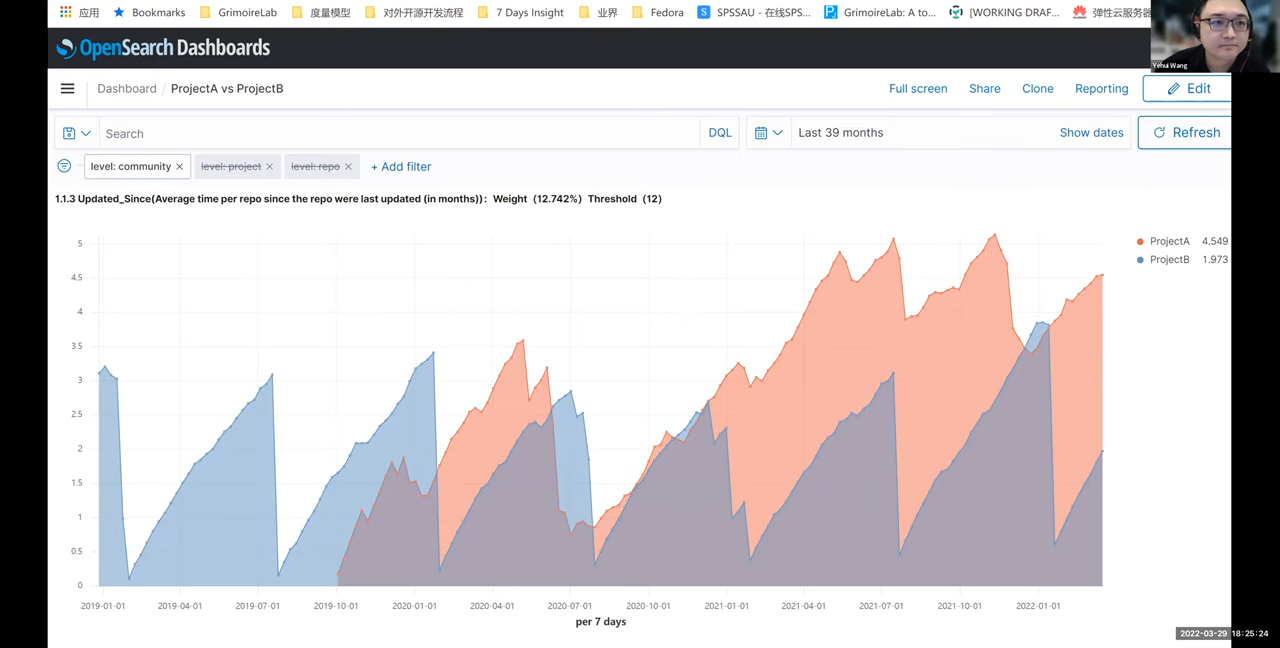 应用 Bookmarks GrimoireLab 度量模型 对外开源开发流程 7 Days Insight 业界 Fedora SPSSAU - 在线SPS... GrimoireLab: A to... [WORKING DRAF... 弹性云服务器
Yehui Wang
OpenSearch Dashboards
Dashboard / ProjectA vs ProjectB Full screen Share Clone Reporting Edit
Search DQL Last 39 months Show dates Refresh
level: community × level: project × level: repo × + Add filter
1.1.3 Updated_Since(Average time per repo since the repo were last updated (in months)): Weight (12.742%) Threshold (12)
ProjectA 4.549
ProjectB 1.973
5
4.5
4
3.5
3
2.5
2
1.5
1
0.5
0
2019-01-01 2019-04-01 2019-07-01 2019-10-01 2020-01-01 2020-04-01 2020-07-01 2020-10-01 2021-01-01 2021-04-01 2021-07-01 2021-10-01 2022-01-01
per 7 days
2022-03-29 18:25:24